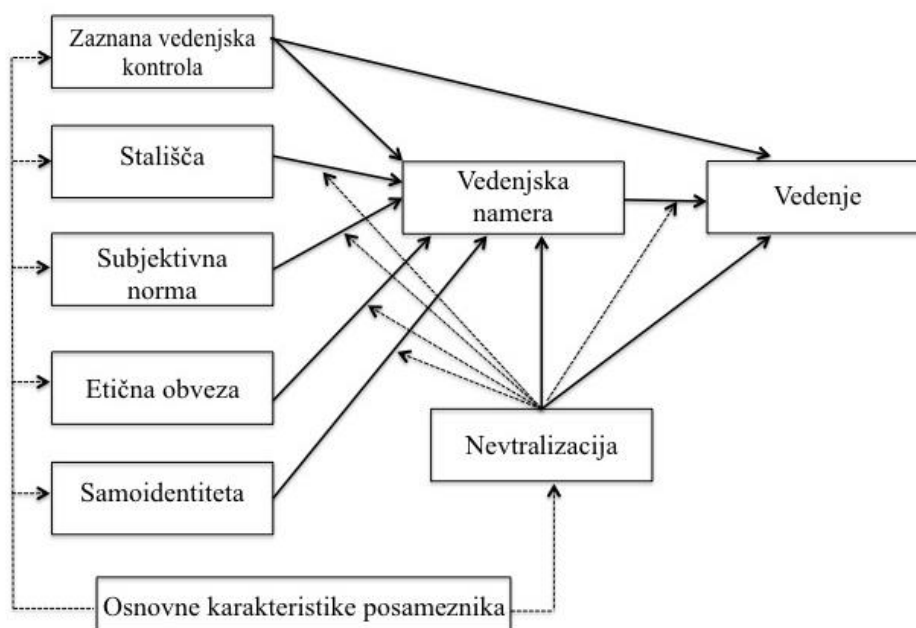 Zaznana vedenjska
kontrola
Stališča
Vedenjska
namera
Vedenje
Subjektivna
norma
Etična obveza
Nevtralizacija
Samoidentiteta
Osnovne karakteristike posameznika